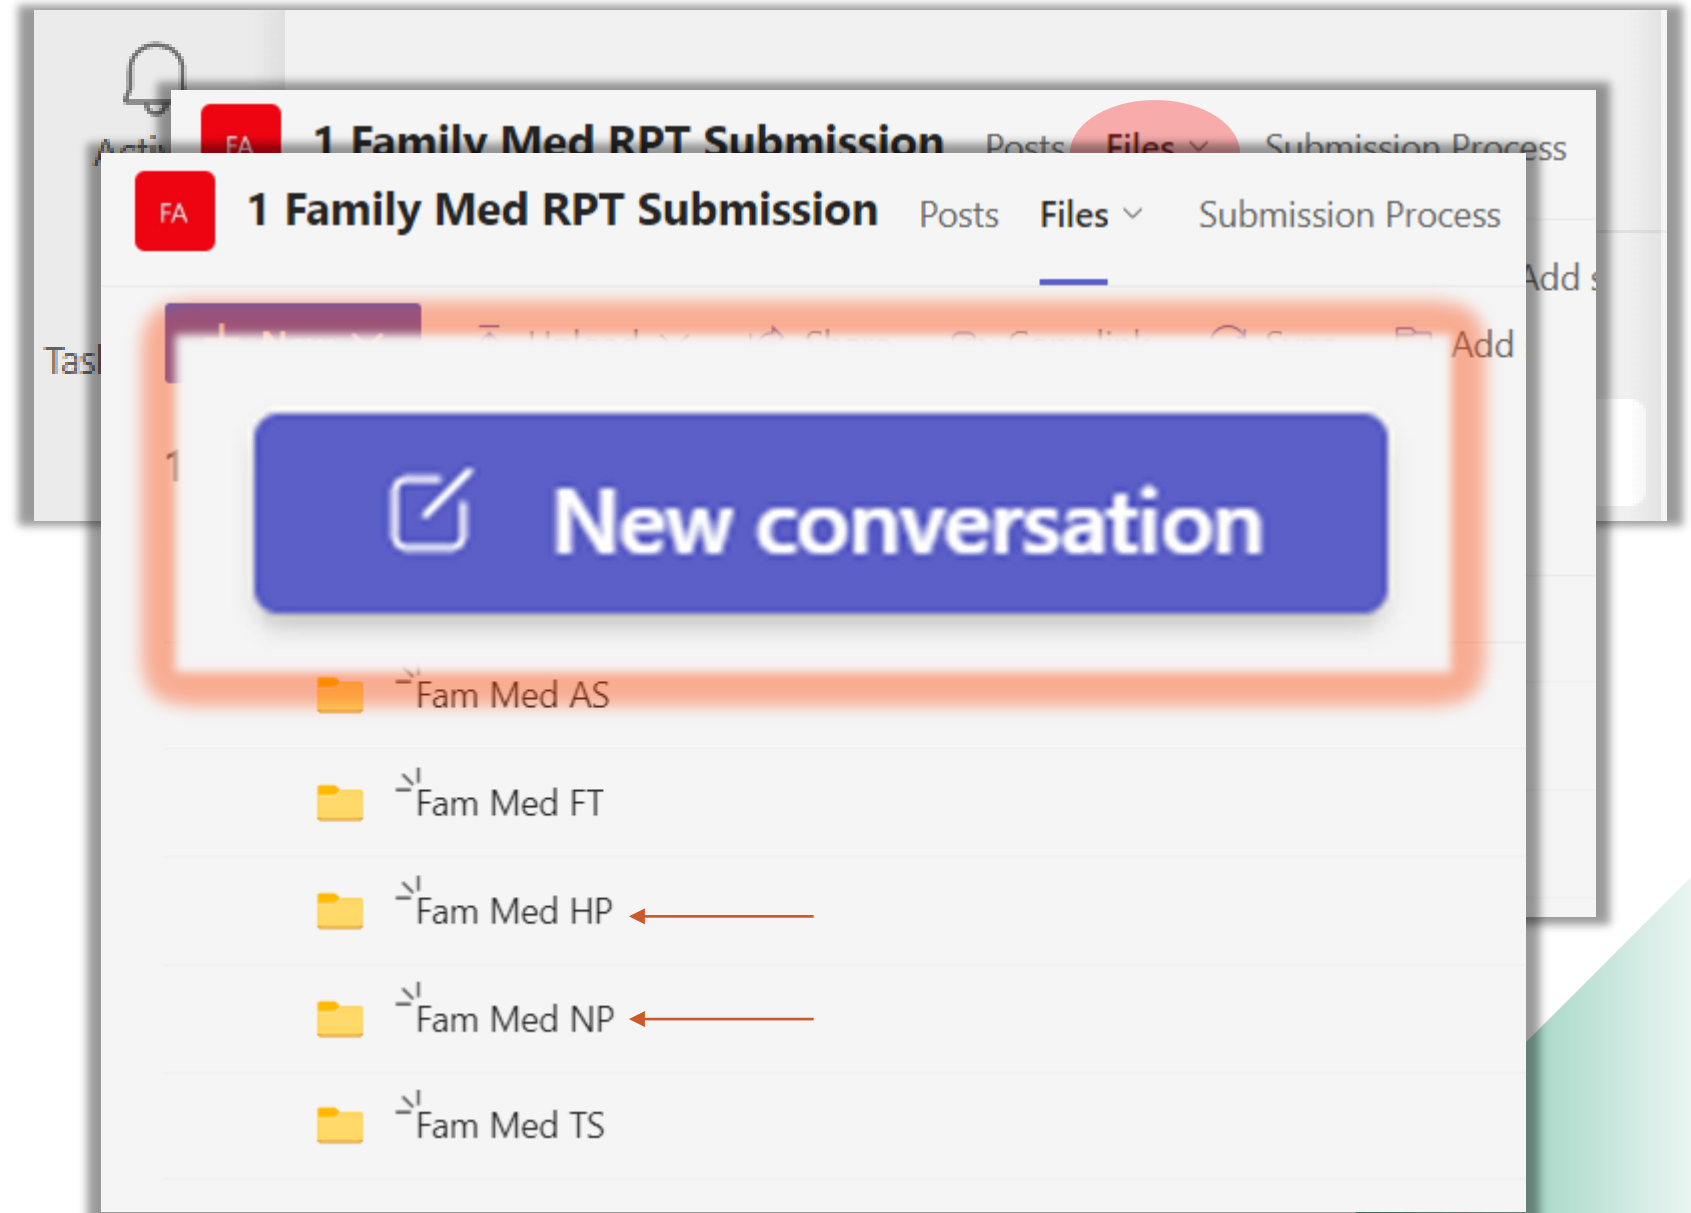 FA 1 Family Med RPT Submission Posts Files Submission Process
FA 1 Family Med RPT Submission Posts Files Submission Process
Add
Add
New conversation
Fam Med AS
Fam Med FT
Fam Med HP
Fam Med NP
Fam Med TS